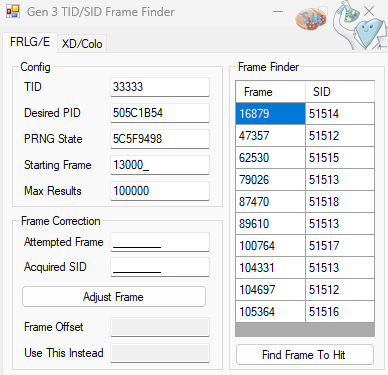 Gen 3 TID/SID Frame Finder
FRLG/E
XD/Colo
Config
TID 33333
Desired PID 505C1B54
PRNG State 5C5F9498
Starting Frame 13000_
Max Results 100000
Frame Correction
Attempted Frame _________
Acquired SID _________
Adjust Frame
Frame Offset
Use This Instead
Frame Finder
Frame SID
16879 51514
47357 51512
62530 51515
79026 51513
87470 51518
89610 51513
100764 51517
104331 51513
104697 51512
105364 51516
Find Frame To Hit